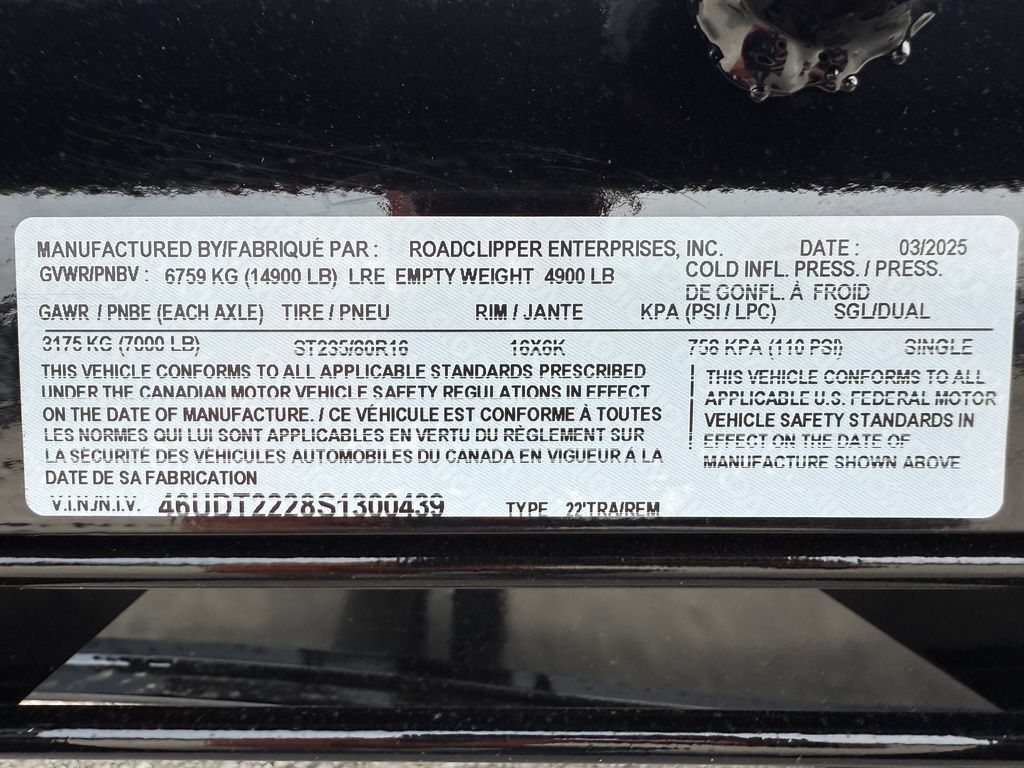 MANUFACTURED BY/FABRIQUÉ PAR : ROADCLIPPER ENTERPRISES, INC. DATE : 03/2025
GVWR/PNBV : 6759 KG (14900 LB) LRE EMPTY WEIGHT 4900 LB COLD INFL. PRESS. / PRESS.
DE GONFL. À FROID
GAWR / PNBE (EACH AXLE) TIRE / PNEU RIM / JANTE KPA (PSI / LPC) SGL/DUAL
3175 KG (7000 LB) ST235/80R16 16X6K 758 KPA (110 PSI) SINGLE
THIS VEHICLE CONFORMS TO ALL APPLICABLE STANDARDS PRESCRIBED
UNDER THE CANADIAN MOTOR VEHICLE SAFETY REGULATIONS IN EFFECT
ON THE DATE OF MANUFACTURE. / CE VÉHICULE EST CONFORME À TOUTES
LES NORMES QUI LUI SONT APPLICABLES EN VERTU DU RÈGLEMENT SUR
LA SÉCURITÉ DES VÉHICULES AUTOMOBILES DU CANADA EN VIGUEUR À LA
DATE DE SA FABRICATION
THIS VEHICLE CONFORMS TO ALL
APPLICABLE U.S. FEDERAL MOTOR
VEHICLE SAFETY STANDARDS IN
EFFECT ON THE DATE OF
MANUFACTURE SHOWN ABOVE
V.I.N./N.I.V. 46UDT2228S1300439 TYPE 22'TRA/REM